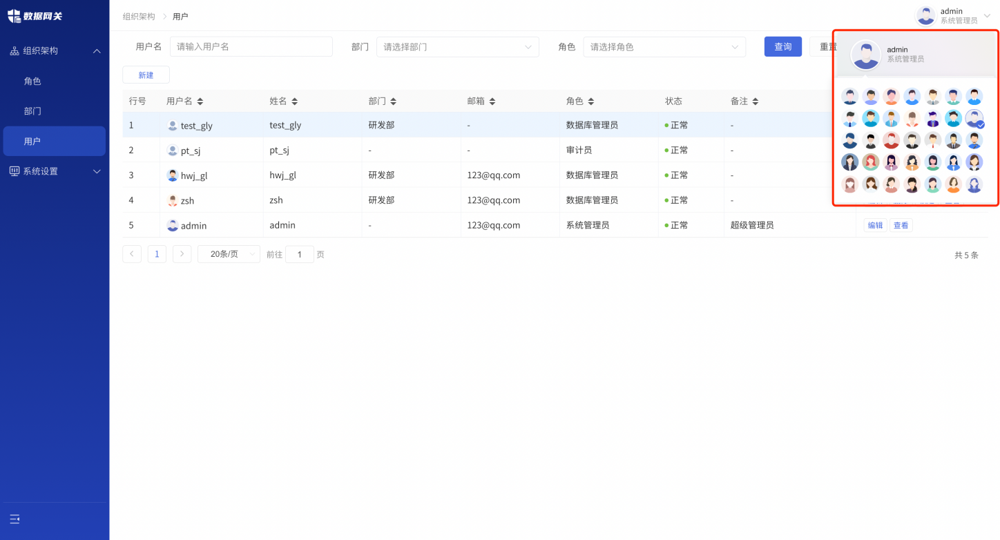 数据网关
组织架构
角色
部门
用户
系统设置
组织架构 > 用户
admin
系统管理员
用户名 请输入用户名 部门 请选择部门 角色 请选择角色 查询 重置
admin
系统管理员
新建
行号 用户名 姓名 部门 邮箱 角色 状态 备注
1 test_gly test_gly 研发部 - 数据库管理员 正常 -
2 pt_sj pt_sj - - 审计员 正常 -
3 hwj_gl hwj_gl 研发部 123@qq.com 数据库管理员 正常 -
4 zsh zsh 研发部 123@qq.com 数据库管理员 正常 -
5 admin admin - 123@qq.com 系统管理员 正常 超级管理员 编辑 查看
1 20条/页 前往 1 页 共 5 条